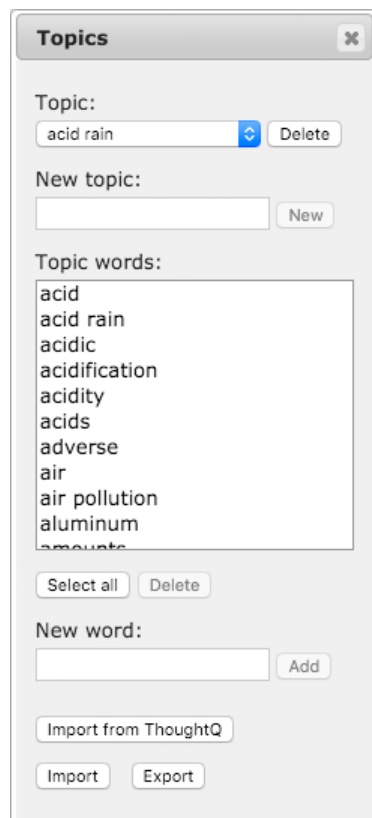 Topics
Topic:
acid rain Delete
New topic:
New
Topic words:
acid
acid rain
acidic
acidification
acidity
acids
adverse
air
air pollution
aluminum
amounts
Select all Delete
New word:
Add
Import from ThoughtQ
Import Export